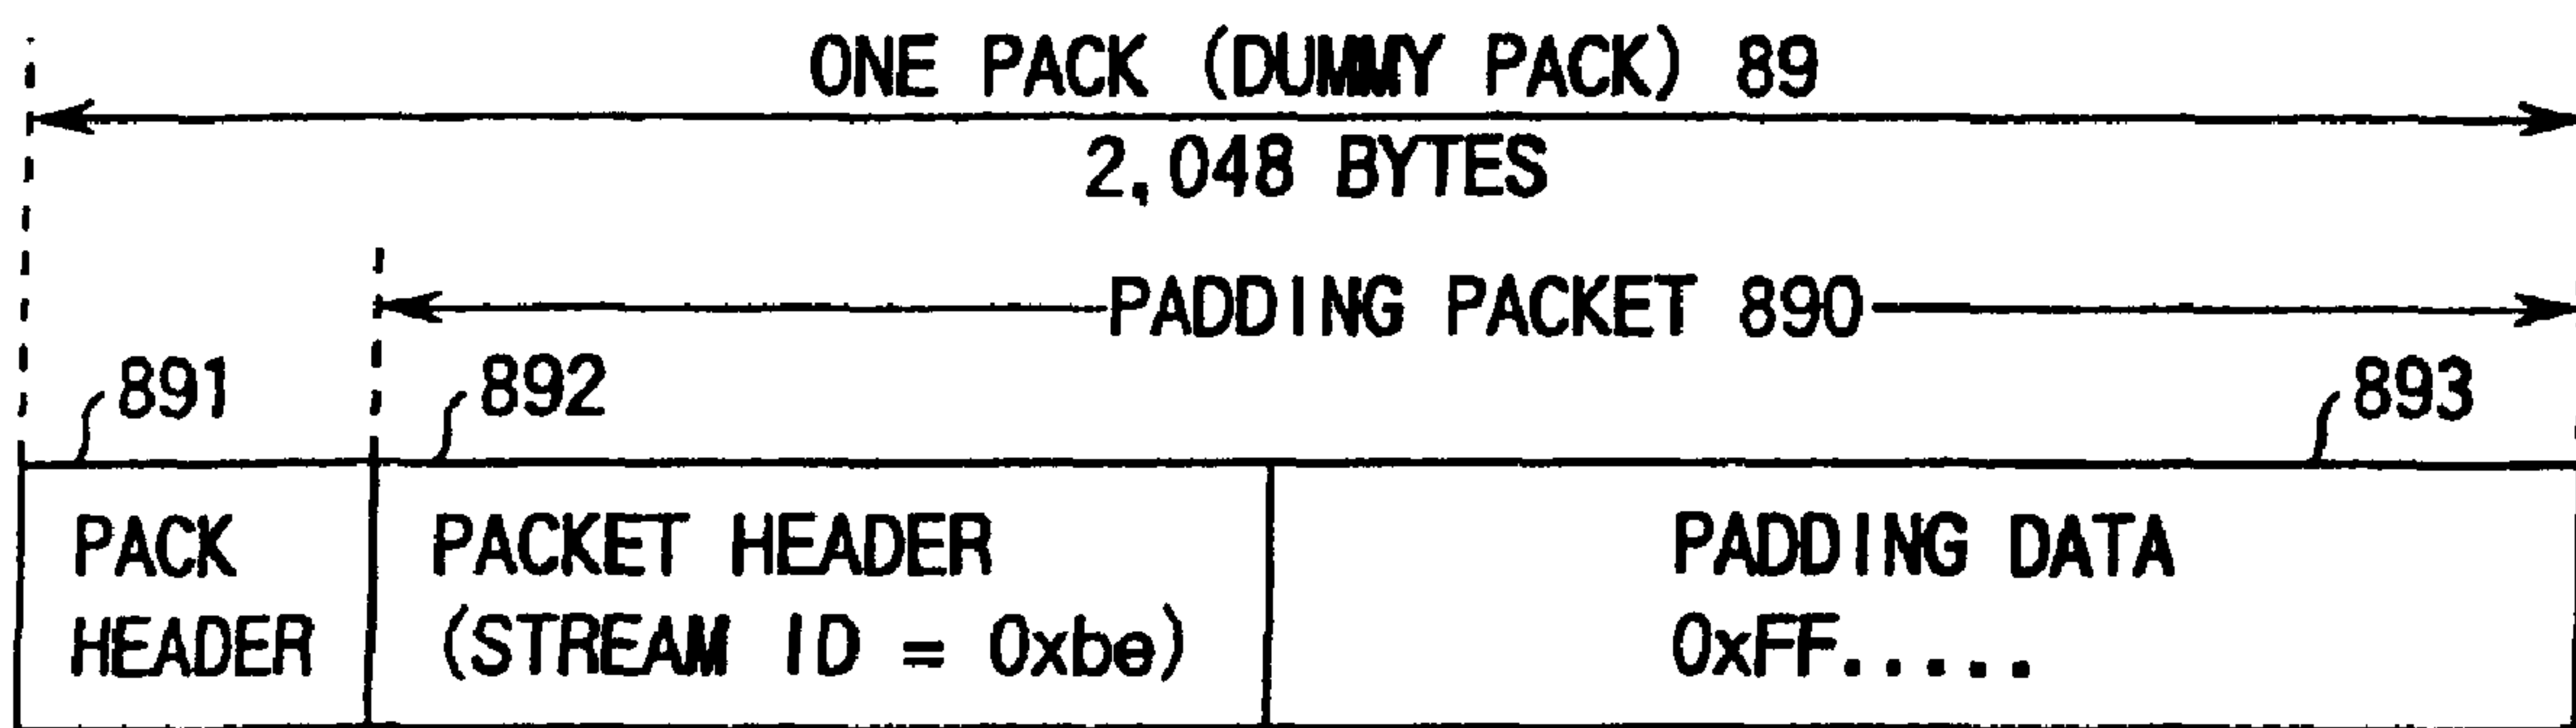 ONE PACK (DUMMY PACK) 89
2,048 BYTES
PADDING PACKET 890
891
892
893
PACK
HEADER
PACKET HEADER
(STREAM ID = 0xbe)
PADDING DATA
0xFF.....